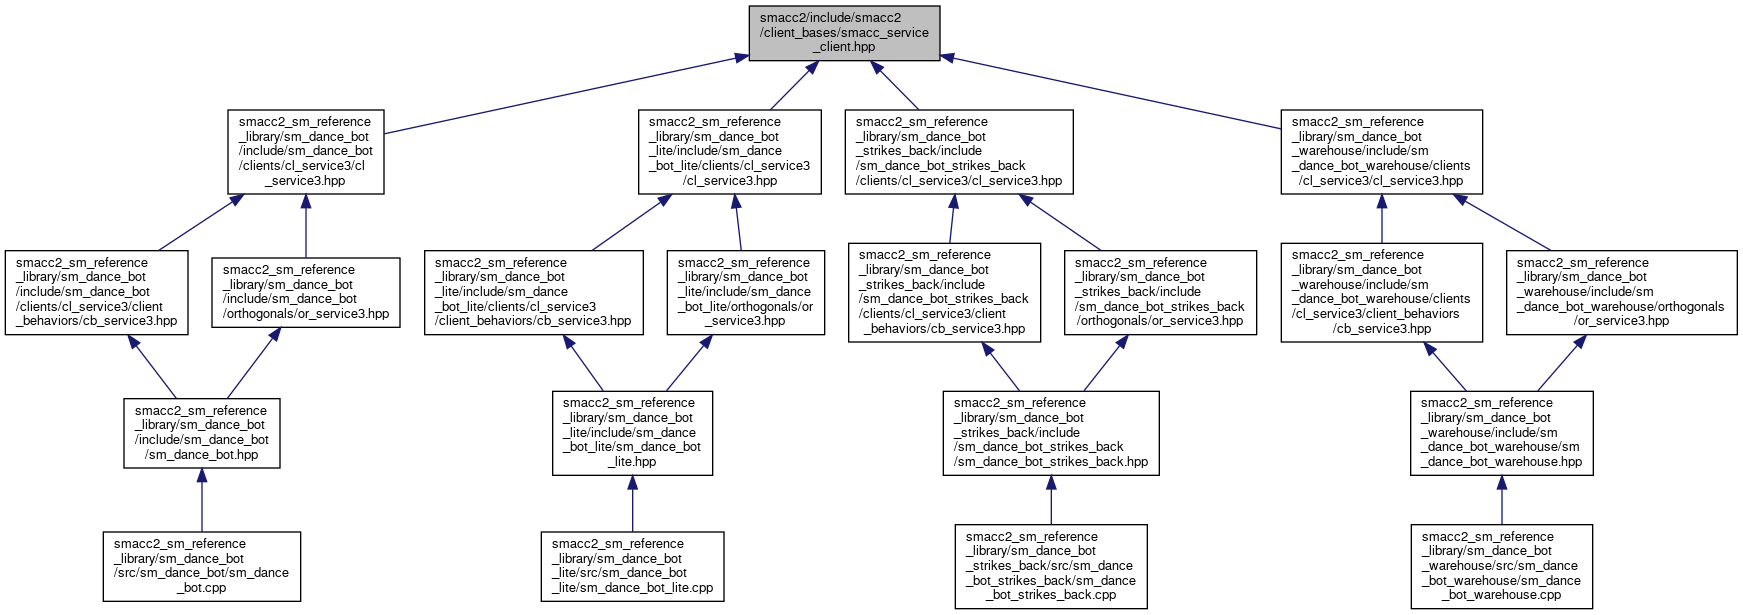 smacc2/include/smacc2
/client_bases/smacc_service
_client.hpp
smacc2_sm_reference
_library/sm_dance_bot
/include/sm_dance_bot
/clients/cl_service3/cl
_service3.hpp
smacc2_sm_reference
_library/sm_dance_bot
_lite/include/sm_dance
_bot_lite/clients/cl_service3
/cl_service3.hpp
smacc2_sm_reference
_library/sm_dance_bot
_strikes_back/include
/sm_dance_bot_strikes_back
/clients/cl_service3/cl_service3.hpp
smacc2_sm_reference
_library/sm_dance_bot
_warehouse/include/sm
_dance_bot_warehouse/clients
/cl_service3/cl_service3.hpp
smacc2_sm_reference
_library/sm_dance_bot
/include/sm_dance_bot
/clients/cl_service3/client
_behaviors/cb_service3.hpp
smacc2_sm_reference
_library/sm_dance_bot
/include/sm_dance_bot
/orthogonals/or_service3.hpp
smacc2_sm_reference
_library/sm_dance_bot
_lite/include/sm_dance
_bot_lite/clients/cl_service3
/client_behaviors/cb_service3.hpp
smacc2_sm_reference
_library/sm_dance_bot
_lite/include/sm_dance
_bot_lite/orthogonals/or
_service3.hpp
smacc2_sm_reference
_library/sm_dance_bot
_strikes_back/include
/sm_dance_bot_strikes_back
/clients/cl_service3/client
_behaviors/cb_service3.hpp
smacc2_sm_reference
_library/sm_dance_bot
_strikes_back/include
/sm_dance_bot_strikes_back
/orthogonals/or_service3.hpp
smacc2_sm_reference
_library/sm_dance_bot
_warehouse/include/sm
_dance_bot_warehouse/clients
/cl_service3/client_behaviors
/cb_service3.hpp
smacc2_sm_reference
_library/sm_dance_bot
_warehouse/include/sm
_dance_bot_warehouse/orthogonals
/or_service3.hpp
smacc2_sm_reference
_library/sm_dance_bot
/include/sm_dance_bot
/sm_dance_bot.hpp
smacc2_sm_reference
_library/sm_dance_bot
_lite/include/sm_dance
_bot_lite/sm_dance_bot
_lite.hpp
smacc2_sm_reference
_library/sm_dance_bot
_strikes_back/include
/sm_dance_bot_strikes_back
/sm_dance_bot_strikes_back.hpp
smacc2_sm_reference
_library/sm_dance_bot
_warehouse/include/sm
_dance_bot_warehouse/sm
_dance_bot_warehouse.hpp
smacc2_sm_reference
_library/sm_dance_bot
/src/sm_dance_bot/sm_dance
_bot.cpp
smacc2_sm_reference
_library/sm_dance_bot
_lite/src/sm_dance_bot
_lite/sm_dance_bot_lite.cpp
smacc2_sm_reference
_library/sm_dance_bot
_strikes_back/src/sm_dance
_bot_strikes_back/sm_dance
_bot_strikes_back.cpp
smacc2_sm_reference
_library/sm_dance_bot
_warehouse/src/sm_dance
_bot_warehouse/sm_dance
_bot_warehouse.cpp